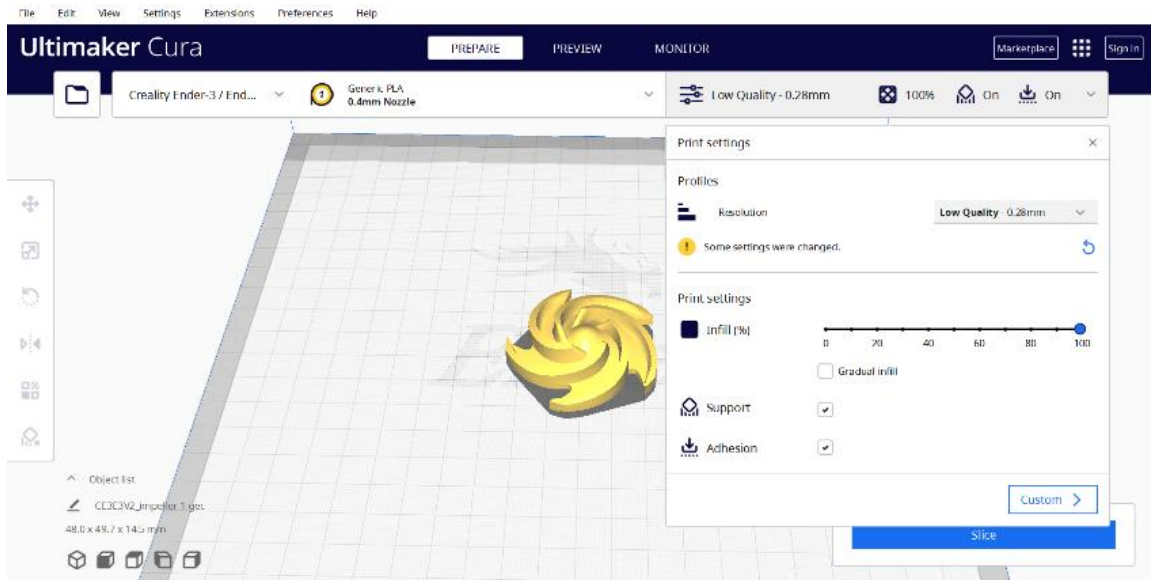 File Edit View Settings Extensions Preferences Help
Ultimaker Cura PREPARE PREVIEW MONITOR Marketplace Sign in
Creality Ender-3 / End... 1 Generic PLA
0.4mm Nozzle
Low Quality - 0.28mm 100% On On
Print settings
Profiles
Resolution Low Quality - 0.28mm
Some settings were changed.
Print settings
Infill (%)
0 20 40 60 80 100
Gradual infill
Support
Adhesion
Custom
Slice
Object list
48.0 x 49.7 x 14.5 mm